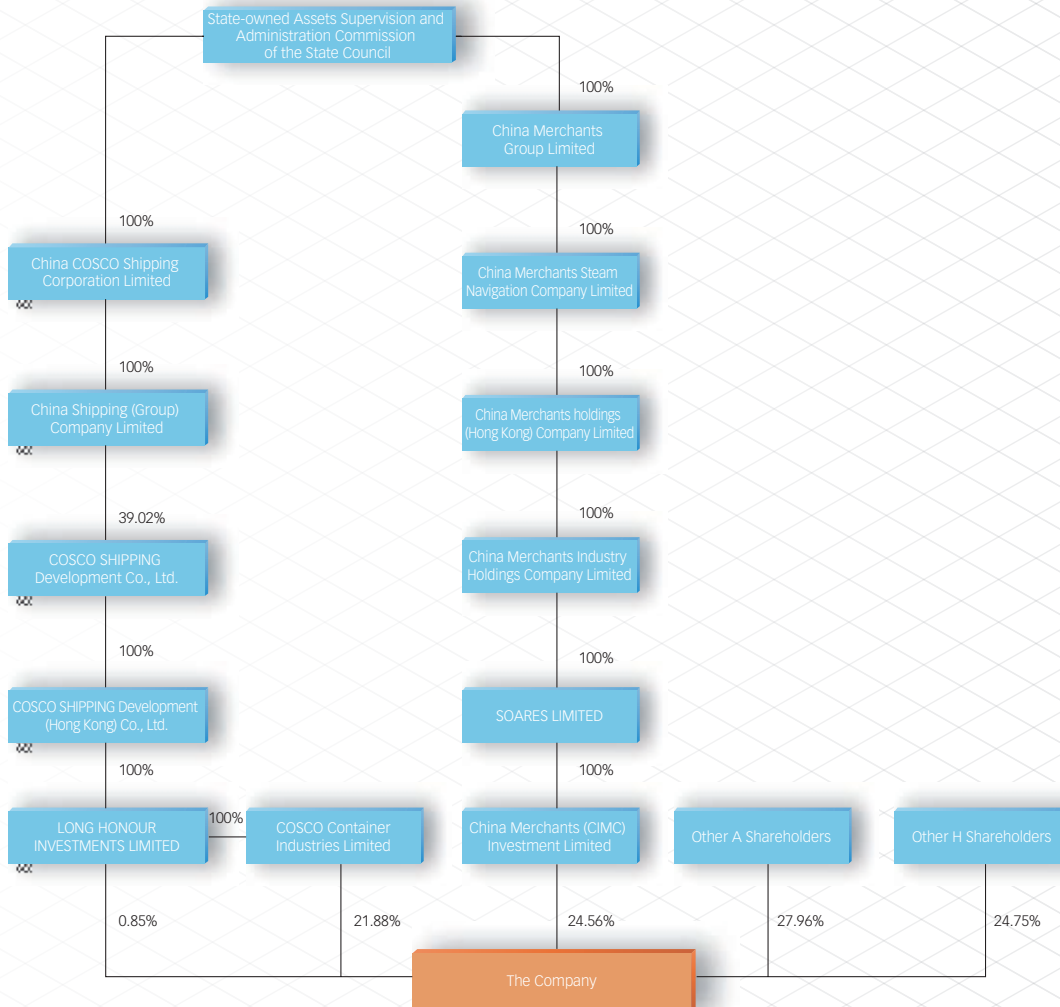 State-owned Assets Supervision and
Administration Commission
of the State Council
100%
China Merchants
Group Limited
100%
100%
China COSCO Shipping
Corporation Limited
China Merchants Steam
Navigation Company Limited
100%
100%
China Shipping (Group)
Company Limited
China Merchants holdings
(Hong Kong) Company Limited
39.02%
100%
COSCO SHIPPING
Development Co., Ltd.
China Merchants Industry
Holdings Company Limited
100%
100%
COSCO SHIPPING Development
(Hong Kong) Co., Ltd.
SOARES LIMITED
100%
100%
LONG HONOUR
INVESTMENTS LIMITED
100%
COSCO Container
Industries Limited
China Merchants (CIMC)
Investment Limited
Other A Shareholders
Other H Shareholders
0.85%
21.88%
24.56%
27.96%
24.75%
The Company